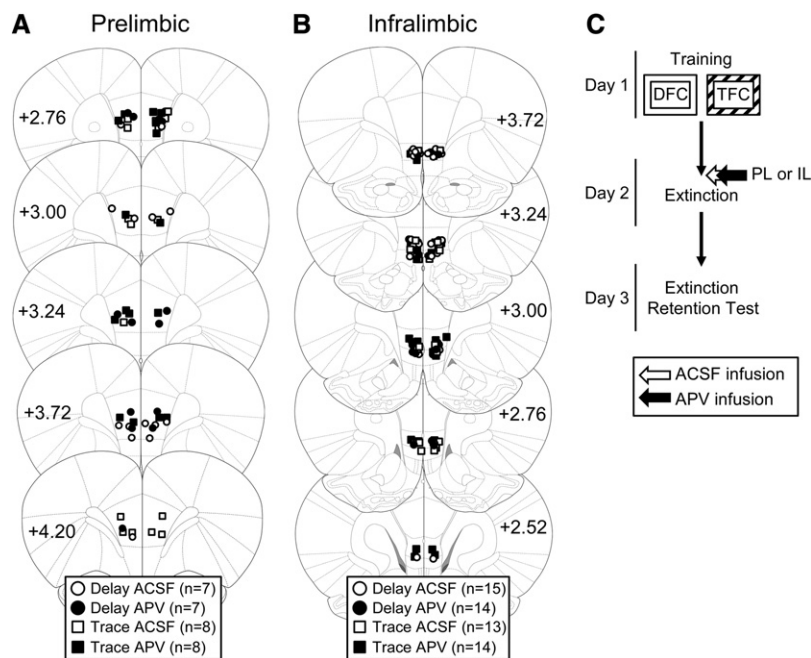 A
Prelimbic
+2.76
+3.00
+3.24
+3.72
+4.20
Delay ACSF (n=7)
Delay APV (n=7)
Trace ACSF (n=8)
Trace APV (n=8)
B
Infralimbic
+3.72
+3.24
+3.00
+2.76
+2.52
Delay ACSF (n=15)
Delay APV (n=14)
Trace ACSF (n=13)
Trace APV (n=14)
C
Training
Day 1
DFC
TFC
PL or IL
Day 2
Extinction
Day 3
Extinction
Retention Test
ACSF infusion
APV infusion